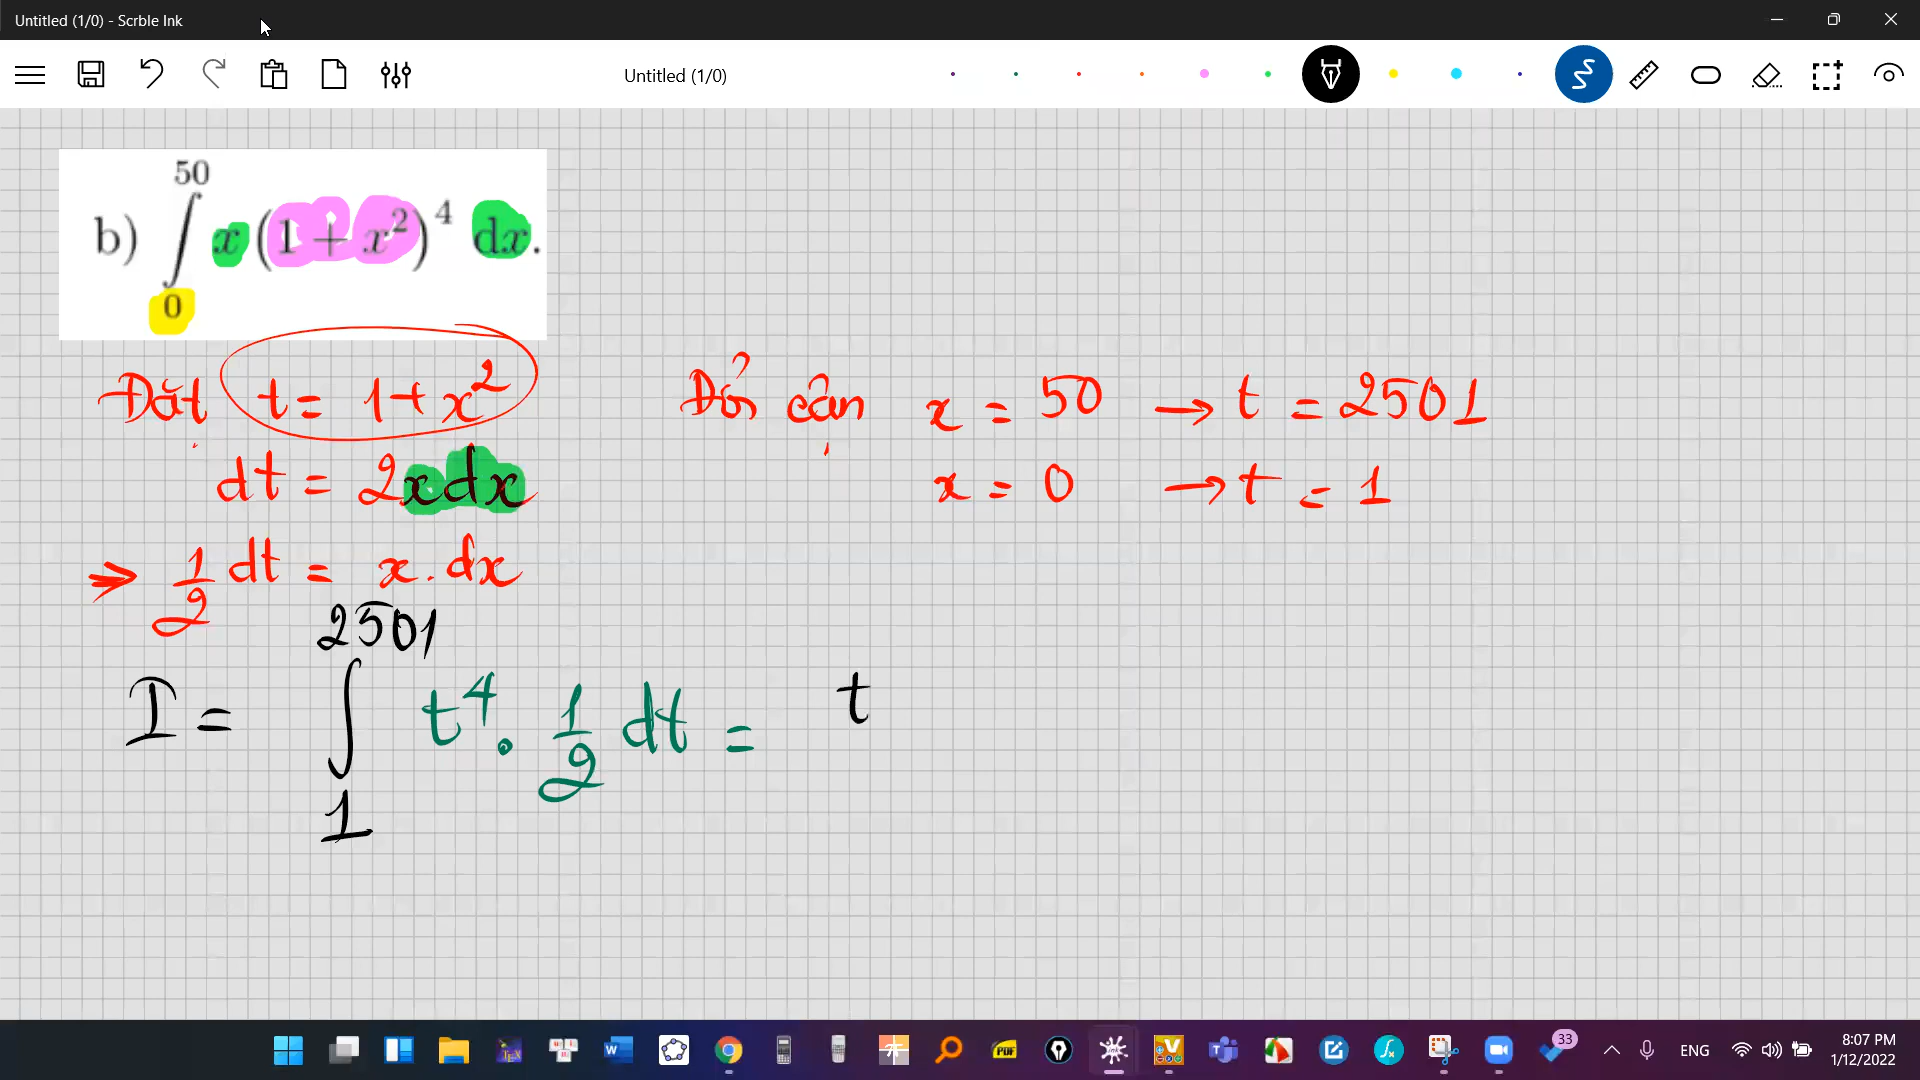 Untitled (1/0) - Scrble Ink
Untitled (1/0)
b) ∫₀⁵⁰ x (1 + x²)⁴ dx.
Đặt t = 1 + x²
dt = 2xdx
⇒ 1/2 dt = x.dx
Đổi cận x = 50 → t = 2501
x = 0 → t = 1
I = ∫₁²⁵⁰¹ t⁴ . 1/2 dt = t
33
ENG
8:07 PM
1/12/2022